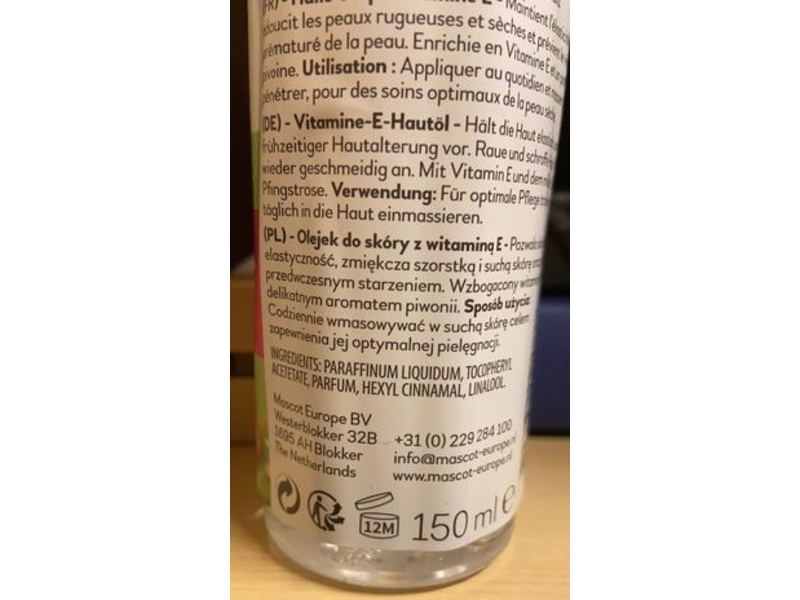 adoucit les peaux rugueuses et sèches et prévient
prématuré de la peau. Enrichie en Vitamine E et
pivoine. Utilisation : Appliquer au quotidien et
pénétrer, pour des soins optimaux de la peau
(DE) - Vitamine-E-Hautöl - Hält die Haut
frühzeitiger Hautalterung vor. Raue und
wieder geschmeidig an. Mit Vitamin E und dem
Pfingstrose. Verwendung: Für optimale Pflege
täglich in die Haut einmassieren.
(PL) - Olejek do skóry z witaminą E - Pozwala
elastyczność, zmiękcza szorstką i suchą skórę
przedwczesnym starzeniem. Wzbogacony
delikatnym aromatem piwonii. Sposób użycia:
Codziennie wmasowywać w suchą skórę celem
zapewnienia jej optymalnej pielęgnacji.
INGREDIENTS: PARAFFINUM LIQUIDUM, TOCOPHERYL
ACETETATE, PARFUM, HEXYL CINNAMAL, LINALOOL.
Mascot Europe BV
Westerblokker 32B
1695 AH Blokker
The Netherlands
+31 (0) 229 284 100
info@mascot-europe.nl
www.mascot-europe.nl
12M
150 ml e